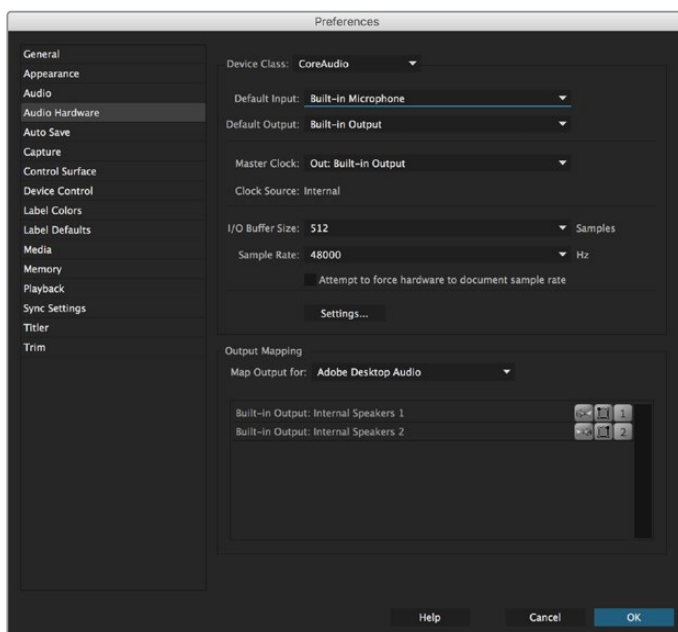 Preferences
General
Appearance
Audio
Audio Hardware
Auto Save
Capture
Control Surface
Device Control
Label Colors
Label Defaults
Media
Memory
Playback
Sync Settings
Titler
Trim
Device Class: CoreAudio
Default Input: Built-in Microphone
Default Output: Built-in Output
Master Clock: Out: Built-in Output
Clock Source: Internal
I/O Buffer Size: 512 Samples
Sample Rate: 48000 Hz
Attempt to force hardware to document sample rate
Settings...
Output Mapping
Map Output for: Adobe Desktop Audio
Built-in Output: Internal Speakers 1 1
Built-in Output: Internal Speakers 2 2
Help Cancel OK